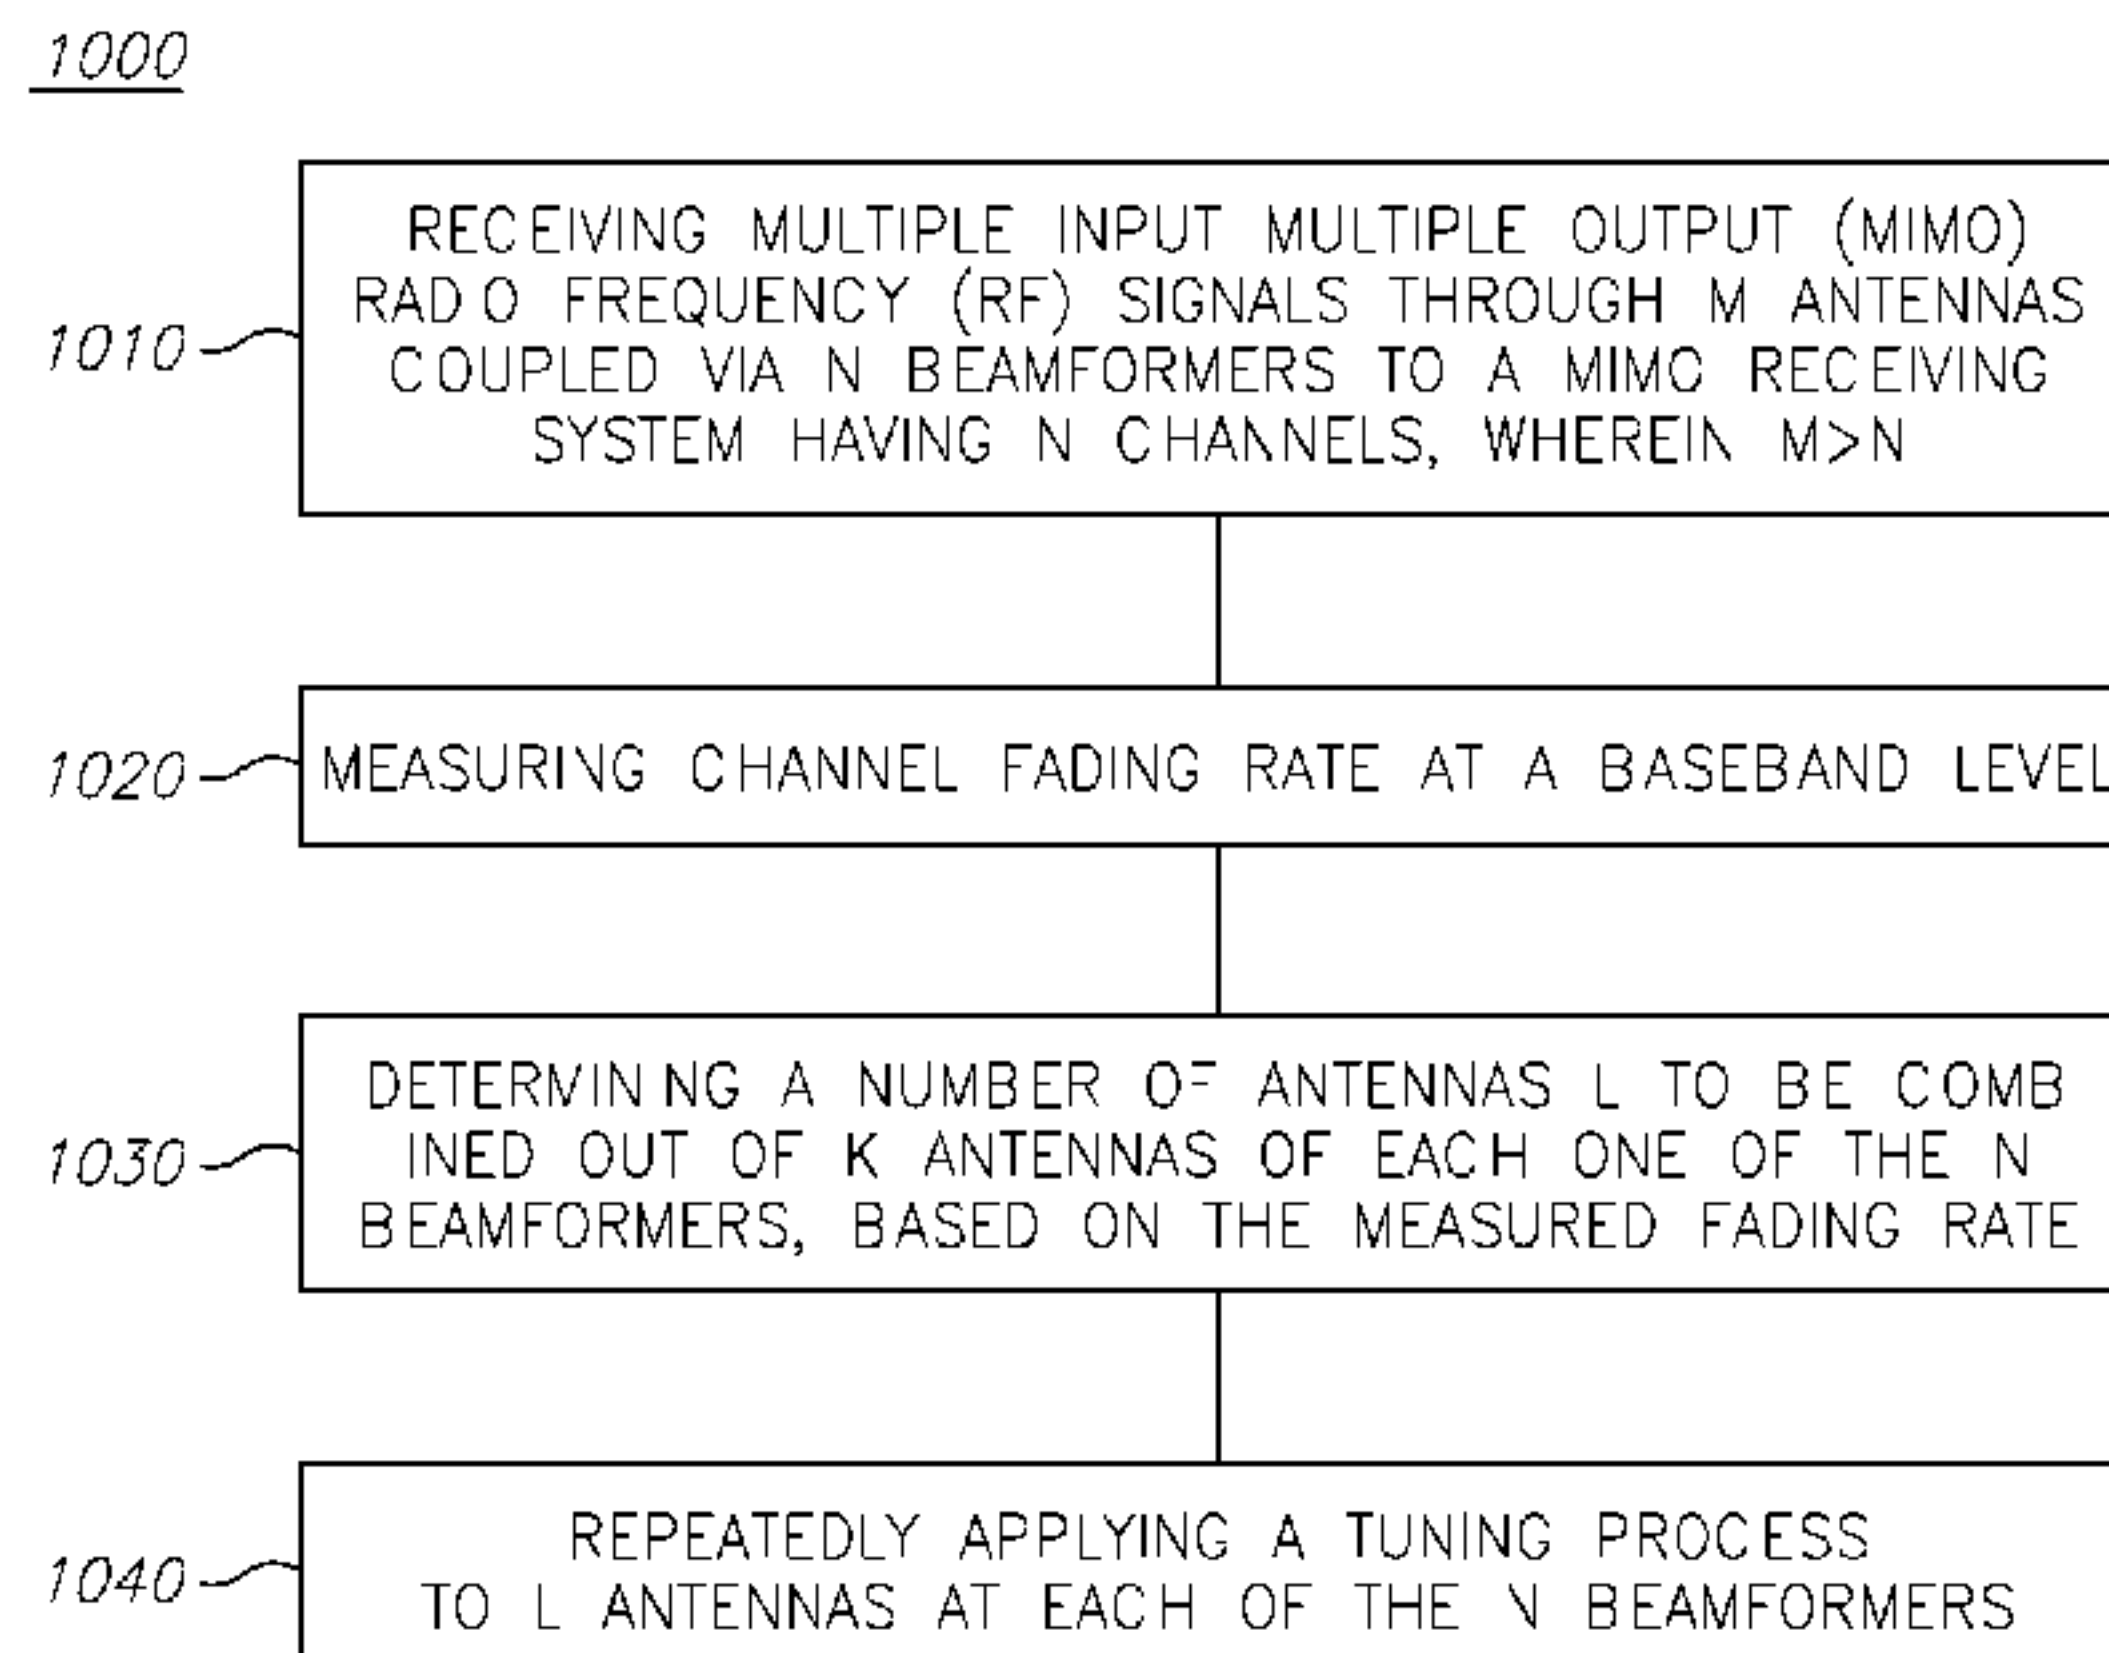 1000
RECEIVING MULTIPLE INPUT MULTIPLE OUTPUT (MIMO)
1010
RADIO FREQUENCY (RF) SIGNALS THROUGH M ANTENNAS
COUPLED VIA N BEAMFORMERS TO A MIMO RECEIVING
SYSTEM HAVING N CHANNELS, WHEREIN M>N
1020
MEASURING CHANNEL FADING RATE AT A BASEBAND LEVEL
DETERMINING A NUMBER OF ANTENNAS L TO BE COMB
1030
INED OUT OF K ANTENNAS OF EACH ONE OF THE N
BEAMFORMERS, BASED ON THE MEASURED FADING RATE
REPEATEDLY APPLYING A TUNING PROCESS
1040
TO L ANTENNAS AT EACH OF THE N BEAMFORMERS